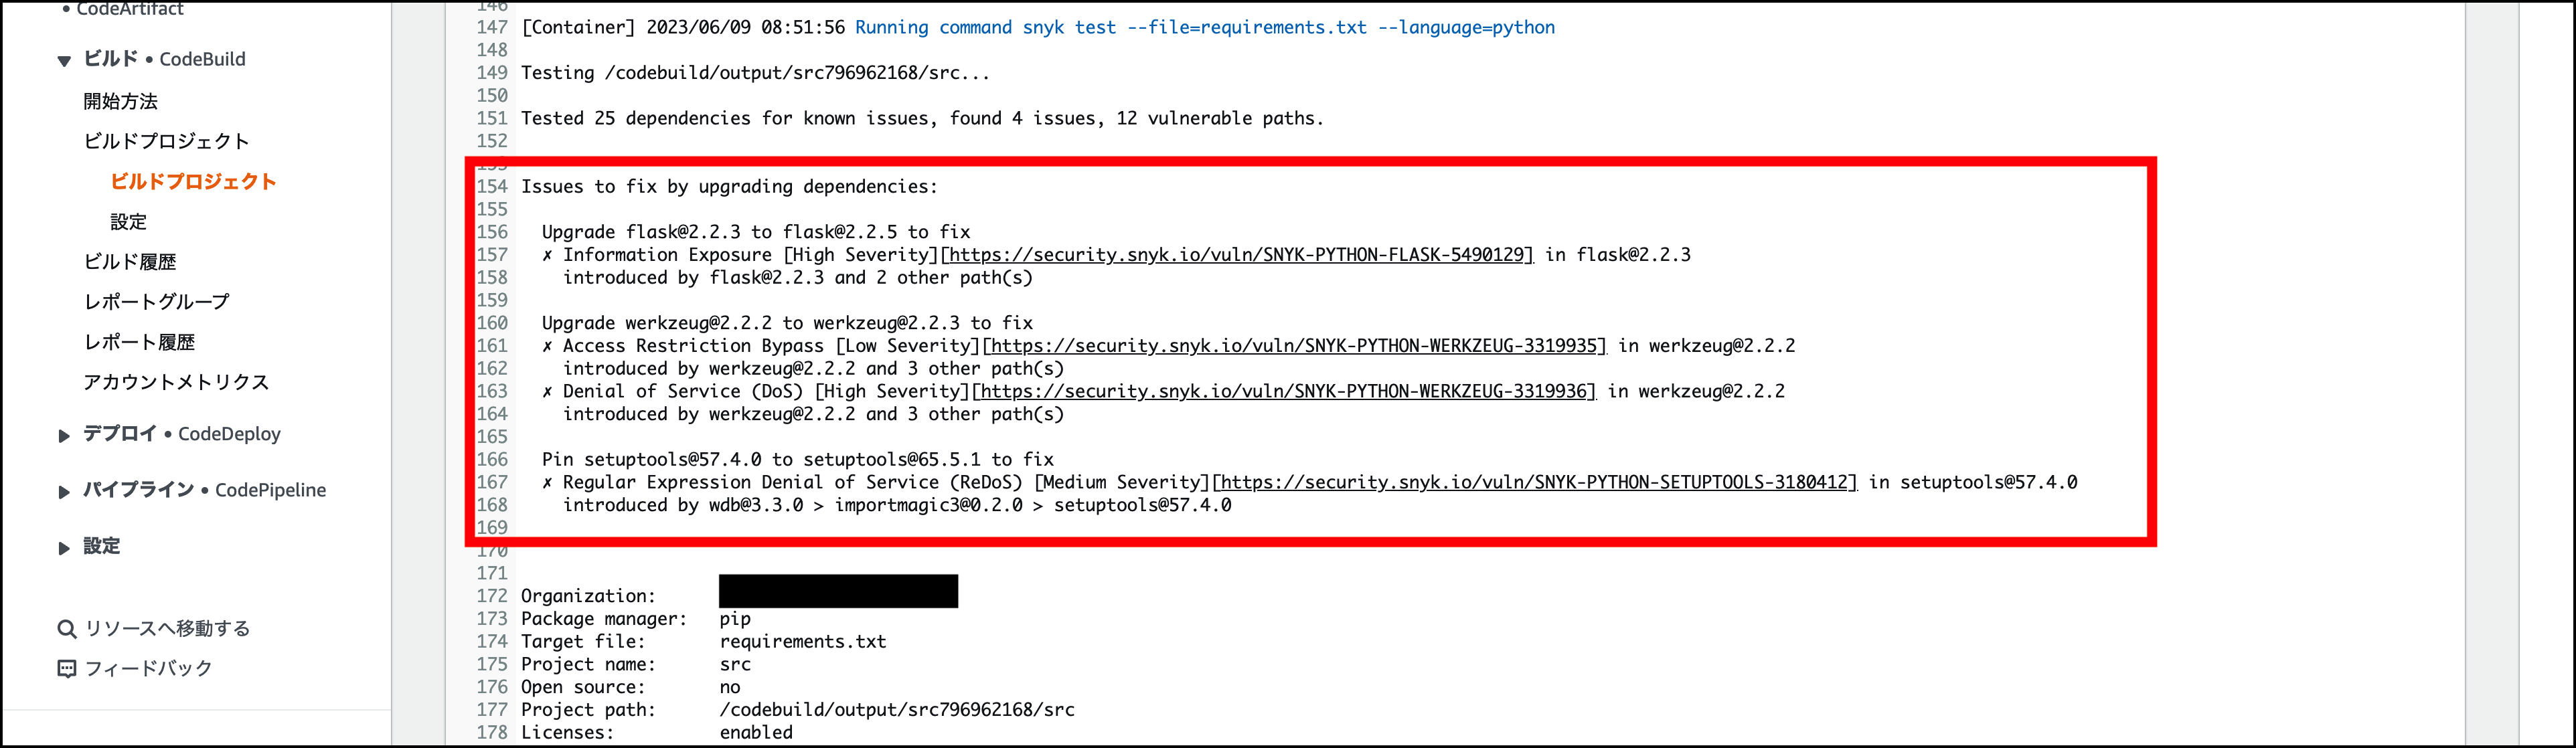 • CodeArtifact
ビルド • CodeBuild
開始方法
ビルドプロジェクト
ビルドプロジェクト
設定
ビルド履歴
レポートグループ
レポート履歴
アカウントメトリクス
デプロイ • CodeDeploy
パイプライン • CodePipeline
設定
リソースへ移動する
フィードバック
146
147 [Container] 2023/06/09 08:51:56 Running command snyk test --file=requirements.txt --language=python
148
149 Testing /codebuild/output/src796962168/src...
150
151 Tested 25 dependencies for known issues, found 4 issues, 12 vulnerable paths.
152
153
154 Issues to fix by upgrading dependencies:
155
156 Upgrade flask@2.2.3 to flask@2.2.5 to fix
157 ✗ Information Exposure [High Severity][https://security.snyk.io/vuln/SNYK-PYTHON-FLASK-5490129] in flask@2.2.3
158 introduced by flask@2.2.3 and 2 other path(s)
159
160 Upgrade werkzeug@2.2.2 to werkzeug@2.2.3 to fix
161 ✗ Access Restriction Bypass [Low Severity][https://security.snyk.io/vuln/SNYK-PYTHON-WERKZEUG-3319935] in werkzeug@2.2.2
162 introduced by werkzeug@2.2.2 and 3 other path(s)
163 ✗ Denial of Service (DoS) [High Severity][https://security.snyk.io/vuln/SNYK-PYTHON-WERKZEUG-3319936] in werkzeug@2.2.2
164 introduced by werkzeug@2.2.2 and 3 other path(s)
165
166 Pin setuptools@57.4.0 to setuptools@65.5.1 to fix
167 ✗ Regular Expression Denial of Service (ReDoS) [Medium Severity][https://security.snyk.io/vuln/SNYK-PYTHON-SETUPTOOLS-3180412] in setuptools@57.4.0
168 introduced by wdb@3.3.0 > importmagic3@0.2.0 > setuptools@57.4.0
169
170
171
172 Organization:
173 Package manager: pip
174 Target file: requirements.txt
175 Project name: src
176 Open source: no
177 Project path: /codebuild/output/src796962168/src
178 Licenses: enabled